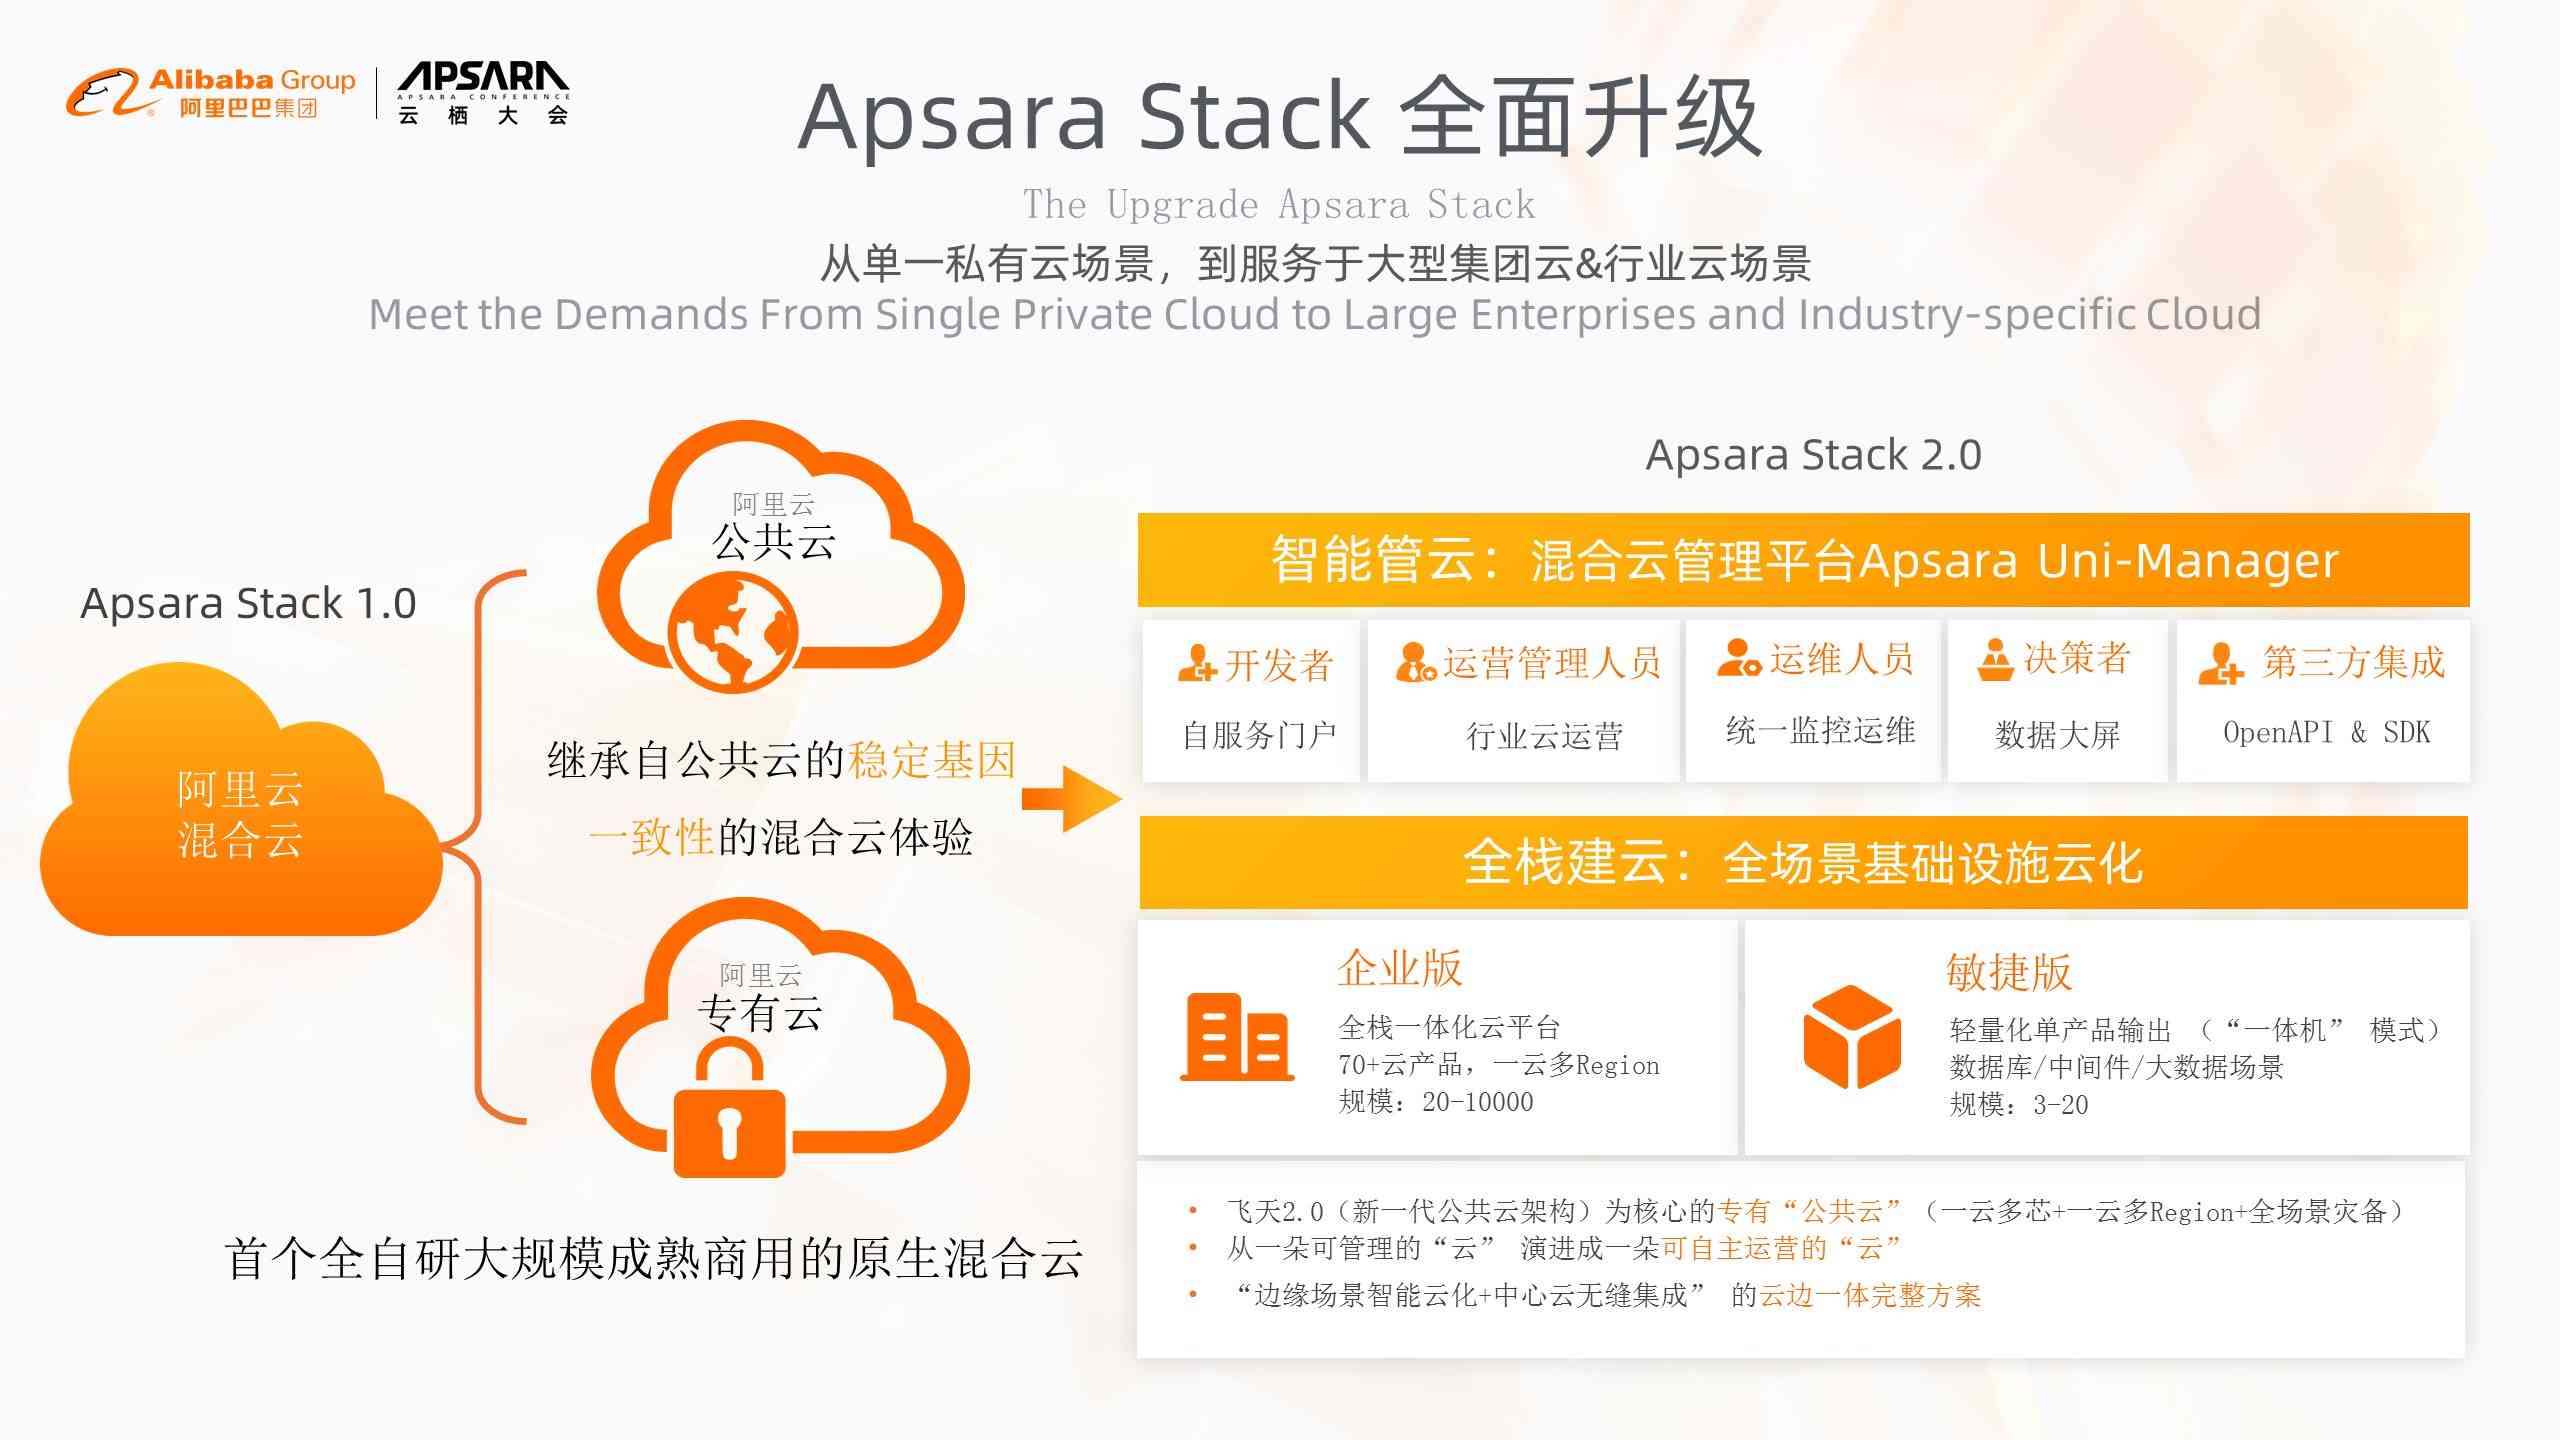 Alibaba Group
阿里巴巴集团
APSARA
APSARA CONFERENCE
云栖大会
Apsara Stack 全面升级
The Upgrade Apsara Stack
从单一私有云场景，到服务于大型集团云&行业云场景
Meet the Demands From Single Private Cloud to Large Enterprises and Industry-specific Cloud
Apsara Stack 1.0
阿里云
混合云
阿里云
公共云
继承自公共云的稳定基因
一致性的混合云体验
阿里云
专有云
首个全自研大规模成熟商用的原生混合云
Apsara Stack 2.0
智能管云：混合云管理平台Apsara Uni-Manager
开发者
自服务门户
运营管理人员
行业云运营
运维人员
统一监控运维
决策者
数据大屏
第三方集成
OpenAPI & SDK
全栈建云：全场景基础设施云化
企业版
全栈一体化云平台
70+云产品，一云多Region
规模：20-10000
敏捷版
轻量化单产品输出 （“一体机” 模式）
数据库/中间件/大数据场景
规模：3-20
• 飞天2.0（新一代公共云架构）为核心的专有“公共云”（一云多芯+一云多Region+全场景灾备）
• 从一朵可管理的“云” 演进成一朵可自主运营的“云”
• “边缘场景智能云化+中心云无缝集成” 的云边一体完整方案